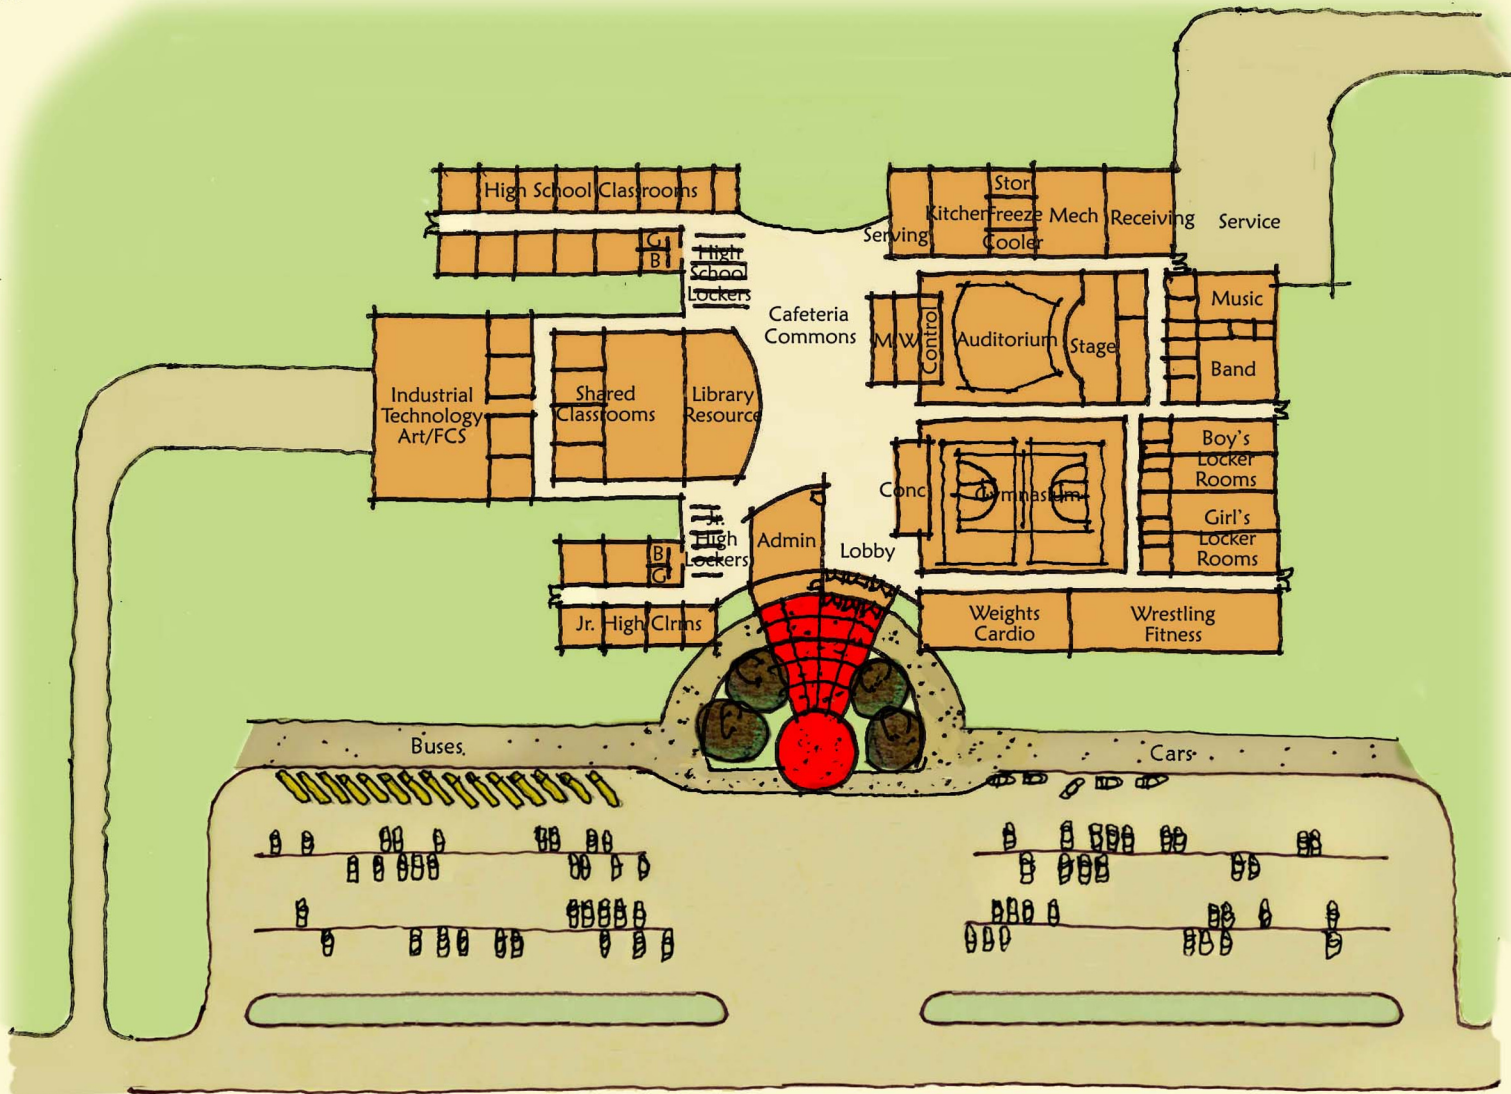 High School Classrooms
G
B
High
School
Lockers
Stor
Kitchen
Freeze
Cooler
Mech
Receiving
Serving
Service
Cafeteria
Commons
M
W
Control
Auditorium
Stage
Music
Band
Industrial
Technology
Art/FCS
Shared
Classrooms
Library
Resource
Boy's
Locker
Rooms
Girl's
Locker
Rooms
Conc
Gymnasium
Jr.
High
Lockers
Admin
Lobby
B
G
Jr. High Clrms
Weights
Cardio
Wrestling
Fitness
Buses
Cars